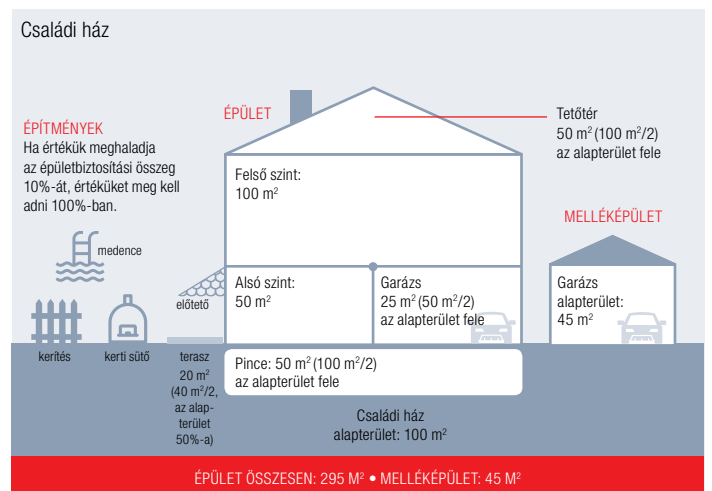 Családi ház
ÉPÍTMÉNYEK
Ha értékük meghaladja
az épületbiztosítási összeg
10%-át, értéküket meg kell
adni 100%-ban.
medence
kerítés
kerti sütő
előtető
terasz
20 m²
(40 m²/2,
az alap-
terület
50%-a)
ÉPÜLET
Tetőtér
50 m² (100 m²/2)
az alapterület fele
Felső szint:
100 m²
Alsó szint:
50 m²
Garázs
25 m² (50 m²/2)
az alapterület fele
Pince: 50 m² (100 m²/2)
az alapterület fele
MELLÉKÉPÜLET
Garázs
alapterület:
45 m²
Családi ház
alapterület: 100 m²
ÉPÜLET ÖSSZESEN: 295 M² • MELLÉKÉPÜLET: 45 M²